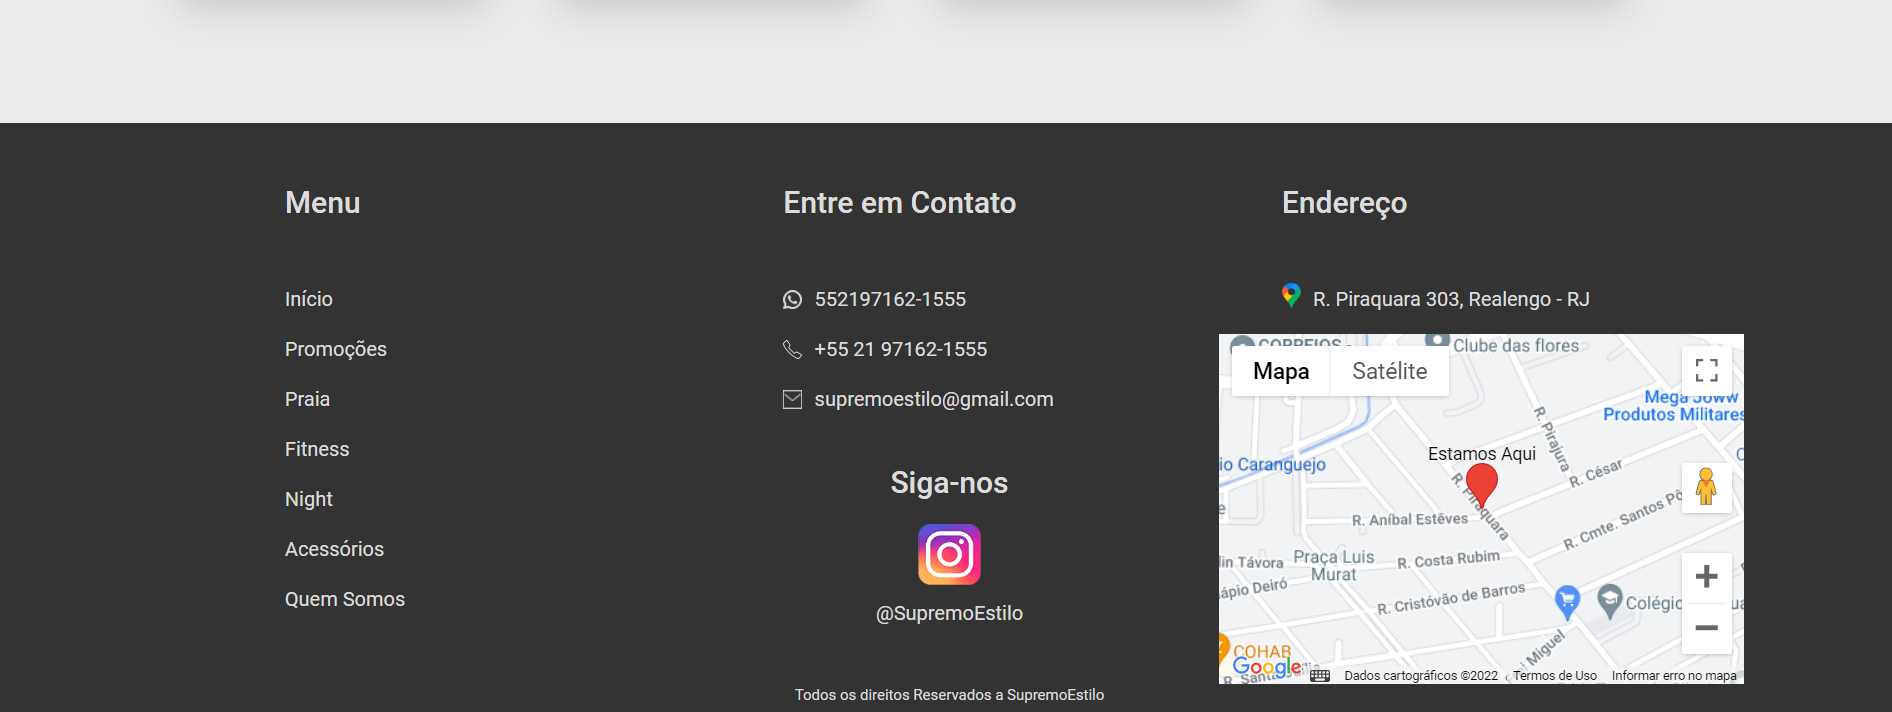 Menu
Início
Promoções
Praia
Fitness
Night
Acessórios
Quem Somos
Entre em Contato
552197162-1555
+55 21 97162-1555
supremoestilo@gmail.com
Siga-nos
@SupremoEstilo
Todos os direitos Reservados a SupremoEstilo
Endereço
R. Piraquara 303, Realengo - RJ
CORREIOS -
Clube das flores
Mapa
Satélite
Mega Joww
Produtos Militares
R. Pirajura
Estamos Aqui
io Caranguejo
R. César
R. Piraquara
R. Aníbal Estêves
R. Cmte. Santos Pô
lin Távora
Praça Luis
Murat
R. Costa Rubim
ápio Deiró
R. Cristóvão de Barros
Colégio
Miguel
COHAB
Google
Dados cartográficos ©2022
Termos de Uso
Informar erro no mapa